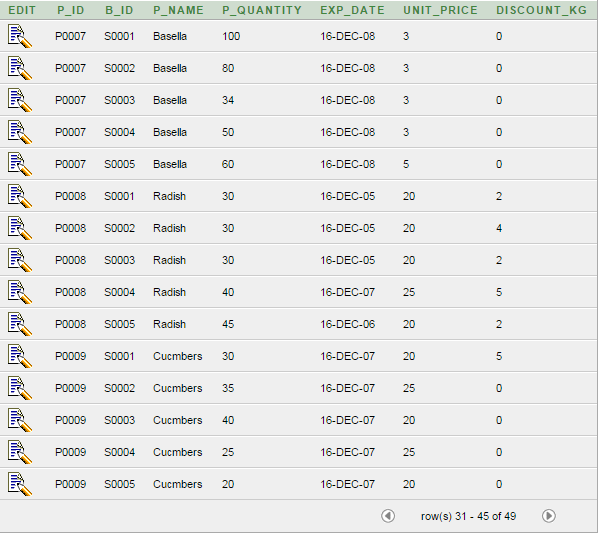 EDIT P_ID B_ID P_NAME P_QUANTITY EXP_DATE UNIT_PRICE DISCOUNT_KG
P0007 S0001 Basella 100 16-DEC-08 3 0
P0007 S0002 Basella 80 16-DEC-08 3 0
P0007 S0003 Basella 34 16-DEC-08 3 0
P0007 S0004 Basella 50 16-DEC-08 3 0
P0007 S0005 Basella 60 16-DEC-08 5 0
P0008 S0001 Radish 30 16-DEC-05 20 2
P0008 S0002 Radish 30 16-DEC-05 20 4
P0008 S0003 Radish 30 16-DEC-05 20 2
P0008 S0004 Radish 40 16-DEC-07 25 5
P0008 S0005 Radish 45 16-DEC-06 20 2
P0009 S0001 Cucmbers 30 16-DEC-07 20 5
P0009 S0002 Cucmbers 35 16-DEC-07 25 0
P0009 S0003 Cucmbers 40 16-DEC-07 20 0
P0009 S0004 Cucmbers 25 16-DEC-07 25 0
P0009 S0005 Cucmbers 20 16-DEC-07 20 0
row(s) 31 - 45 of 49